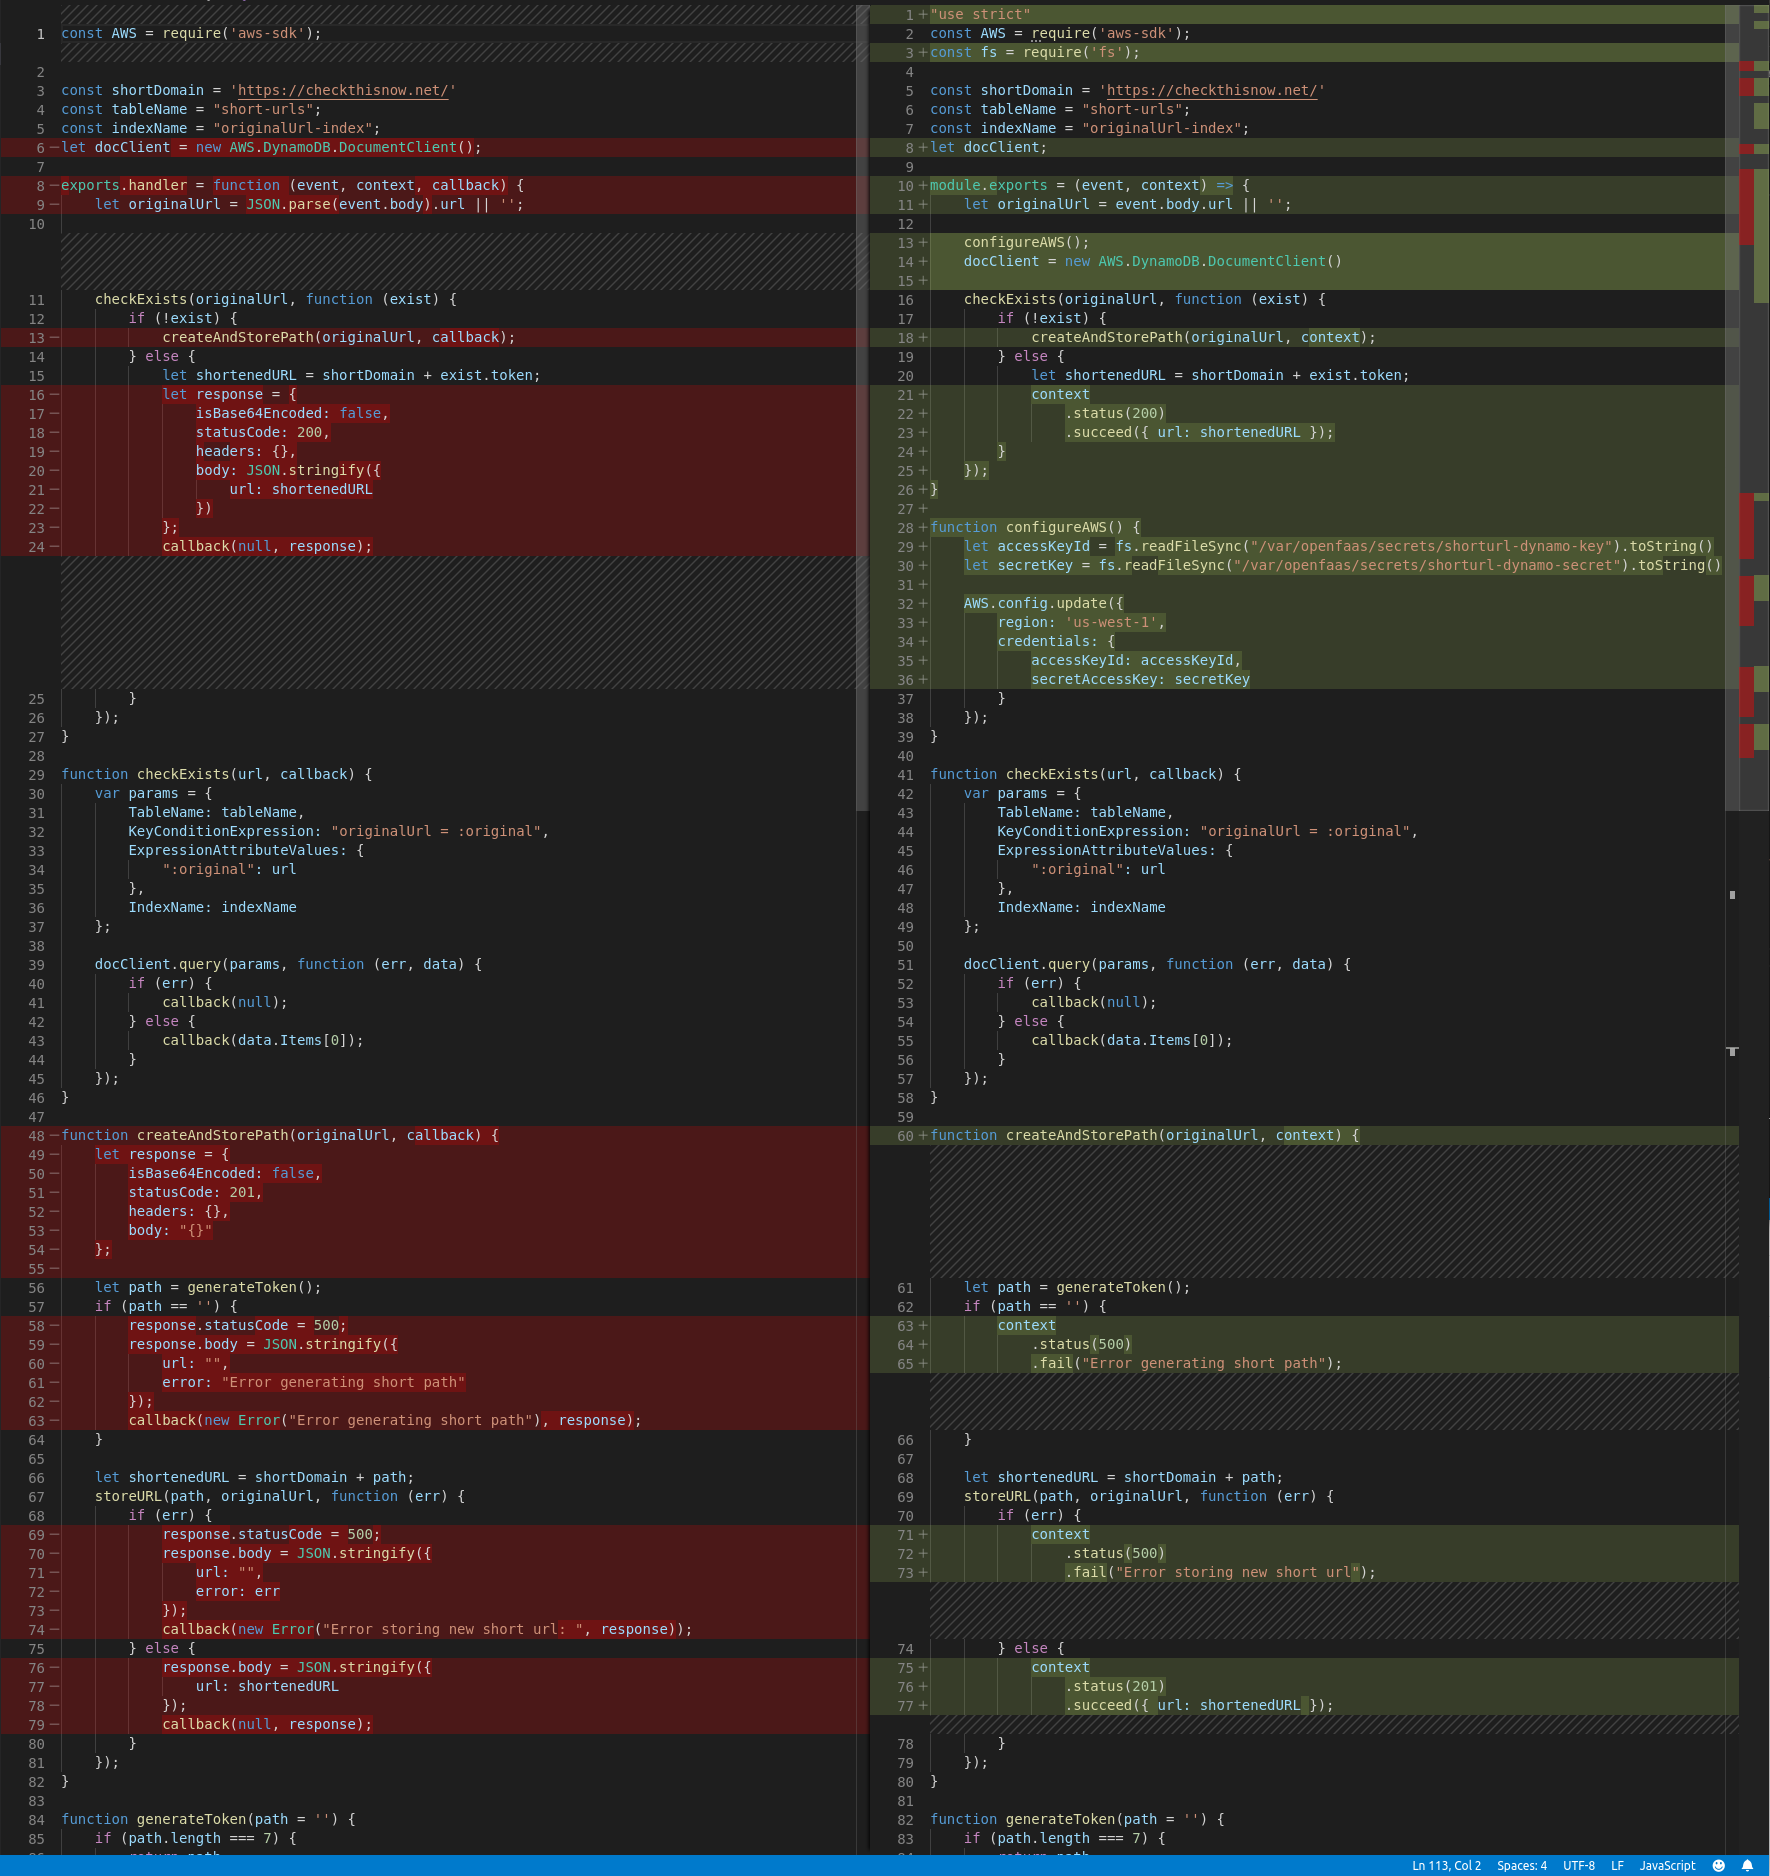 1 const AWS = require('aws-sdk');
2
3 const shortDomain = 'https://checkthisnow.net/'
4 const tableName = "short-urls";
5 const indexName = "originalUrl-index";
6 −let docClient = new AWS.DynamoDB.DocumentClient();
7
8 −exports.handler = function (event, context, callback) {
9 −    let originalUrl = JSON.parse(event.body).url || '';
10
11     checkExists(originalUrl, function (exist) {
12         if (!exist) {
13 −            createAndStorePath(originalUrl, callback);
14         } else {
15             let shortenedURL = shortDomain + exist.token;
16 −            let response = {
17 −                isBase64Encoded: false,
18 −                statusCode: 200,
19 −                headers: {},
20 −                body: JSON.stringify({
21 −                    url: shortenedURL
22 −                })
23 −            };
24 −            callback(null, response);
25         }
26     });
27 }
28
29 function checkExists(url, callback) {
30     var params = {
31         TableName: tableName,
32         KeyConditionExpression: "originalUrl = :original",
33         ExpressionAttributeValues: {
34             ":original": url
35         },
36         IndexName: indexName
37     };
38
39     docClient.query(params, function (err, data) {
40         if (err) {
41             callback(null);
42         } else {
43             callback(data.Items[0]);
44         }
45     });
46 }
47
48 −function createAndStorePath(originalUrl, callback) {
49 −    let response = {
50 −        isBase64Encoded: false,
51 −        statusCode: 201,
52 −        headers: {},
53 −        body: "{}"
54 −    };
55 −
56     let path = generateToken();
57     if (path == '') {
58 −        response.statusCode = 500;
59 −        response.body = JSON.stringify({
60 −            url: "",
61 −            error: "Error generating short path"
62 −        });
63 −        callback(new Error("Error generating short path"), response);
64     }
65
66     let shortenedURL = shortDomain + path;
67     storeURL(path, originalUrl, function (err) {
68         if (err) {
69 −            response.statusCode = 500;
70 −            response.body = JSON.stringify({
71 −                url: "",
72 −                error: err
73 −            });
74 −            callback(new Error("Error storing new short url: ", response));
75         } else {
76 −            response.body = JSON.stringify({
77 −                url: shortenedURL
78 −            });
79 −            callback(null, response);
80         }
81     });
82 }
83
84 function generateToken(path = '') {
85     if (path.length === 7) {
1 +"use strict"
2 const AWS = require('aws-sdk');
3 +const fs = require('fs');
4
5 const shortDomain = 'https://checkthisnow.net/'
6 const tableName = "short-urls";
7 const indexName = "originalUrl-index";
8 +let docClient;
9
10 +module.exports = (event, context) => {
11 +    let originalUrl = event.body.url || '';
12
13 +    configureAWS();
14 +    docClient = new AWS.DynamoDB.DocumentClient()
15 +
16     checkExists(originalUrl, function (exist) {
17         if (!exist) {
18 +            createAndStorePath(originalUrl, context);
19         } else {
20             let shortenedURL = shortDomain + exist.token;
21 +            context
22 +                .status(200)
23 +                .succeed({ url: shortenedURL });
24 +        }
25 +    });
26 +}
27 +
28 +function configureAWS() {
29 +    let accessKeyId = fs.readFileSync("/var/openfaas/secrets/shorturl-dynamo-key").toString()
30 +    let secretKey = fs.readFileSync("/var/openfaas/secrets/shorturl-dynamo-secret").toString()
31 +
32 +    AWS.config.update({
33 +        region: 'us-west-1',
34 +        credentials: {
35 +            accessKeyId: accessKeyId,
36 +            secretAccessKey: secretKey
37         }
38     });
39 }
40
41 function checkExists(url, callback) {
42     var params = {
43         TableName: tableName,
44         KeyConditionExpression: "originalUrl = :original",
45         ExpressionAttributeValues: {
46             ":original": url
47         },
48         IndexName: indexName
49     };
50
51     docClient.query(params, function (err, data) {
52         if (err) {
53             callback(null);
54         } else {
55             callback(data.Items[0]);
56         }
57     });
58 }
59
60 +function createAndStorePath(originalUrl, context) {
61     let path = generateToken();
62     if (path == '') {
63 +        context
64 +            .status(500)
65 +            .fail("Error generating short path");
66     }
67
68     let shortenedURL = shortDomain + path;
69     storeURL(path, originalUrl, function (err) {
70         if (err) {
71 +            context
72 +                .status(500)
73 +                .fail("Error storing new short url");
74         } else {
75 +            context
76 +                .status(201)
77 +                .succeed({ url: shortenedURL });
78         }
79     });
80 }
81
82 function generateToken(path = '') {
83     if (path.length === 7) {
Ln 113, Col 2 Spaces: 4 UTF-8 LF JavaScript